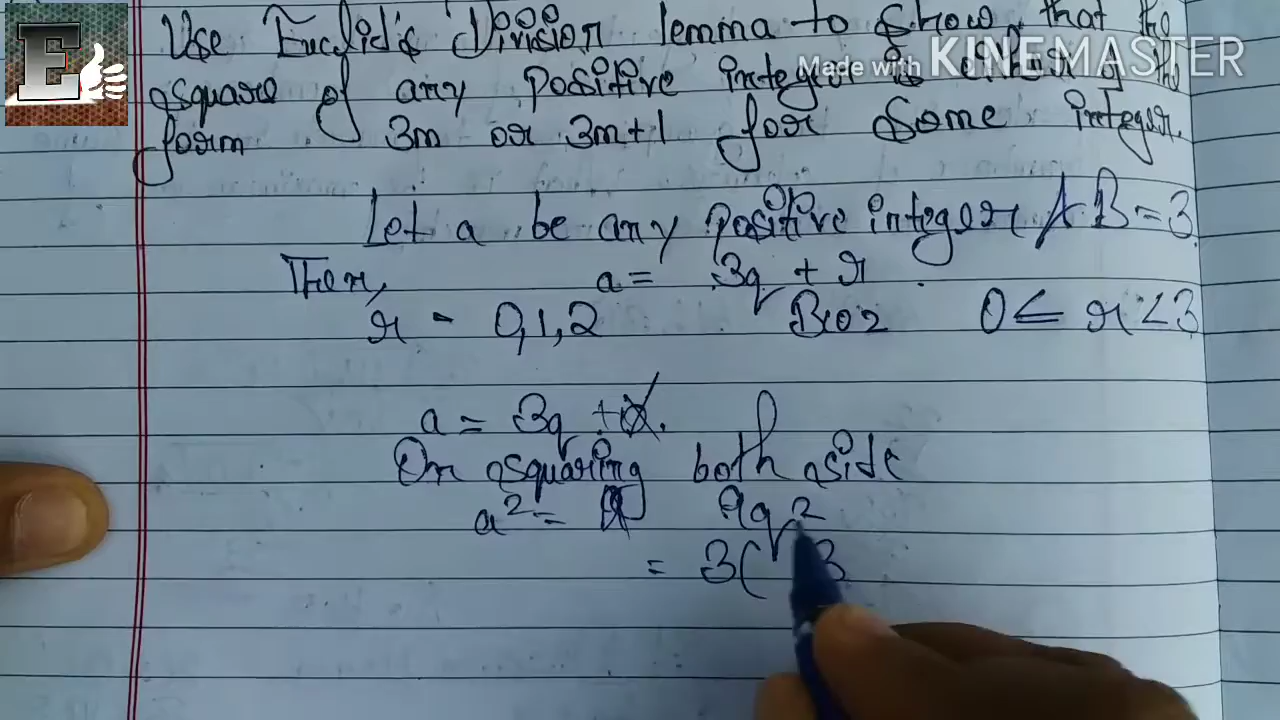 E
Made with KINEMASTER
Use Euclid's Division lemma to show that the
square of any positive integer is either of the
form 3m or 3m+1 for some integer.
Let a be any positive integer & B=3
Then, a= 3q + r
r - 0,1,2 0≤ r<3
a = 3q +0.
On squaring both side
a²= 9q²
= 3( 3